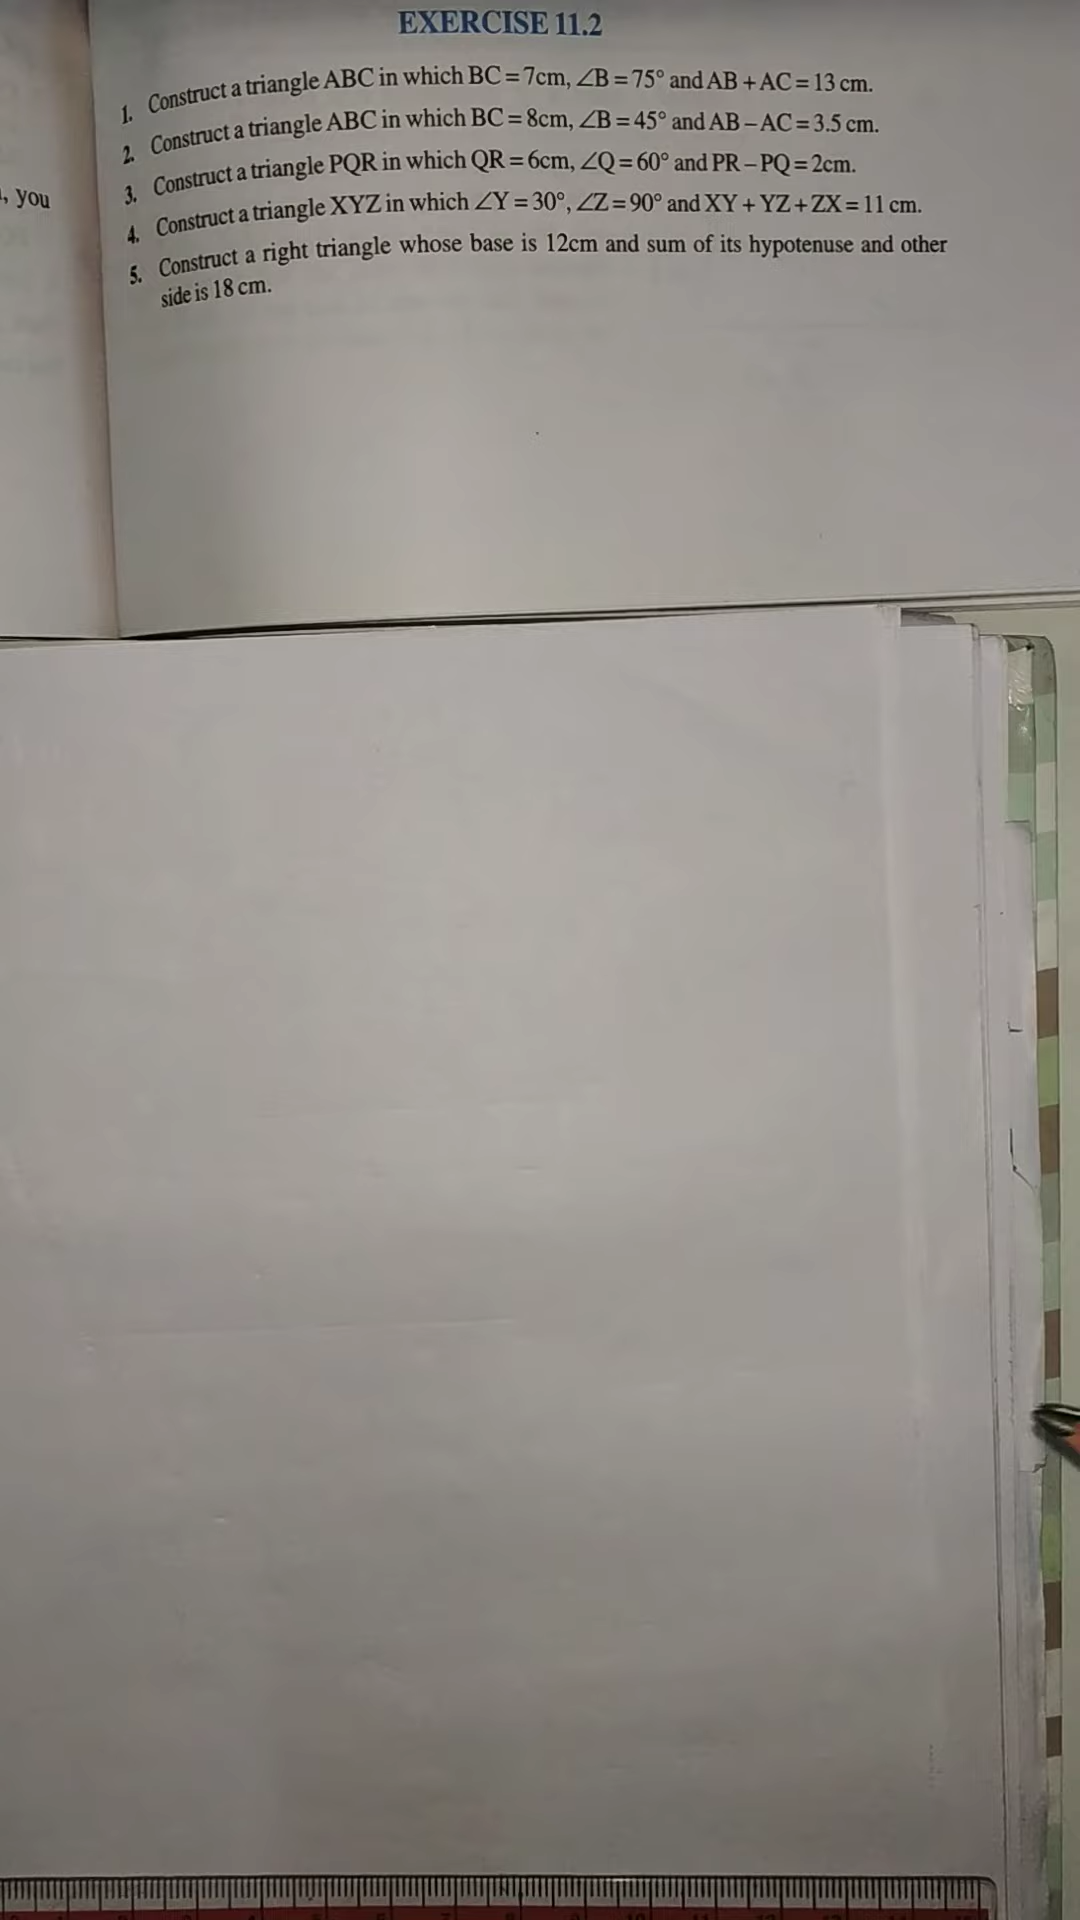 EXERCISE 11.2
1. Construct a triangle ABC in which BC = 7cm, ∠B = 75° and AB + AC = 13 cm.
2. Construct a triangle ABC in which BC = 8cm, ∠B = 45° and AB – AC = 3.5 cm.
3. Construct a triangle PQR in which QR = 6cm, ∠Q = 60° and PR – PQ = 2cm.
, you
4. Construct a triangle XYZ in which ∠Y = 30°, ∠Z = 90° and XY + YZ + ZX = 11 cm.
5. Construct a right triangle whose base is 12cm and sum of its hypotenuse and other
side is 18 cm.